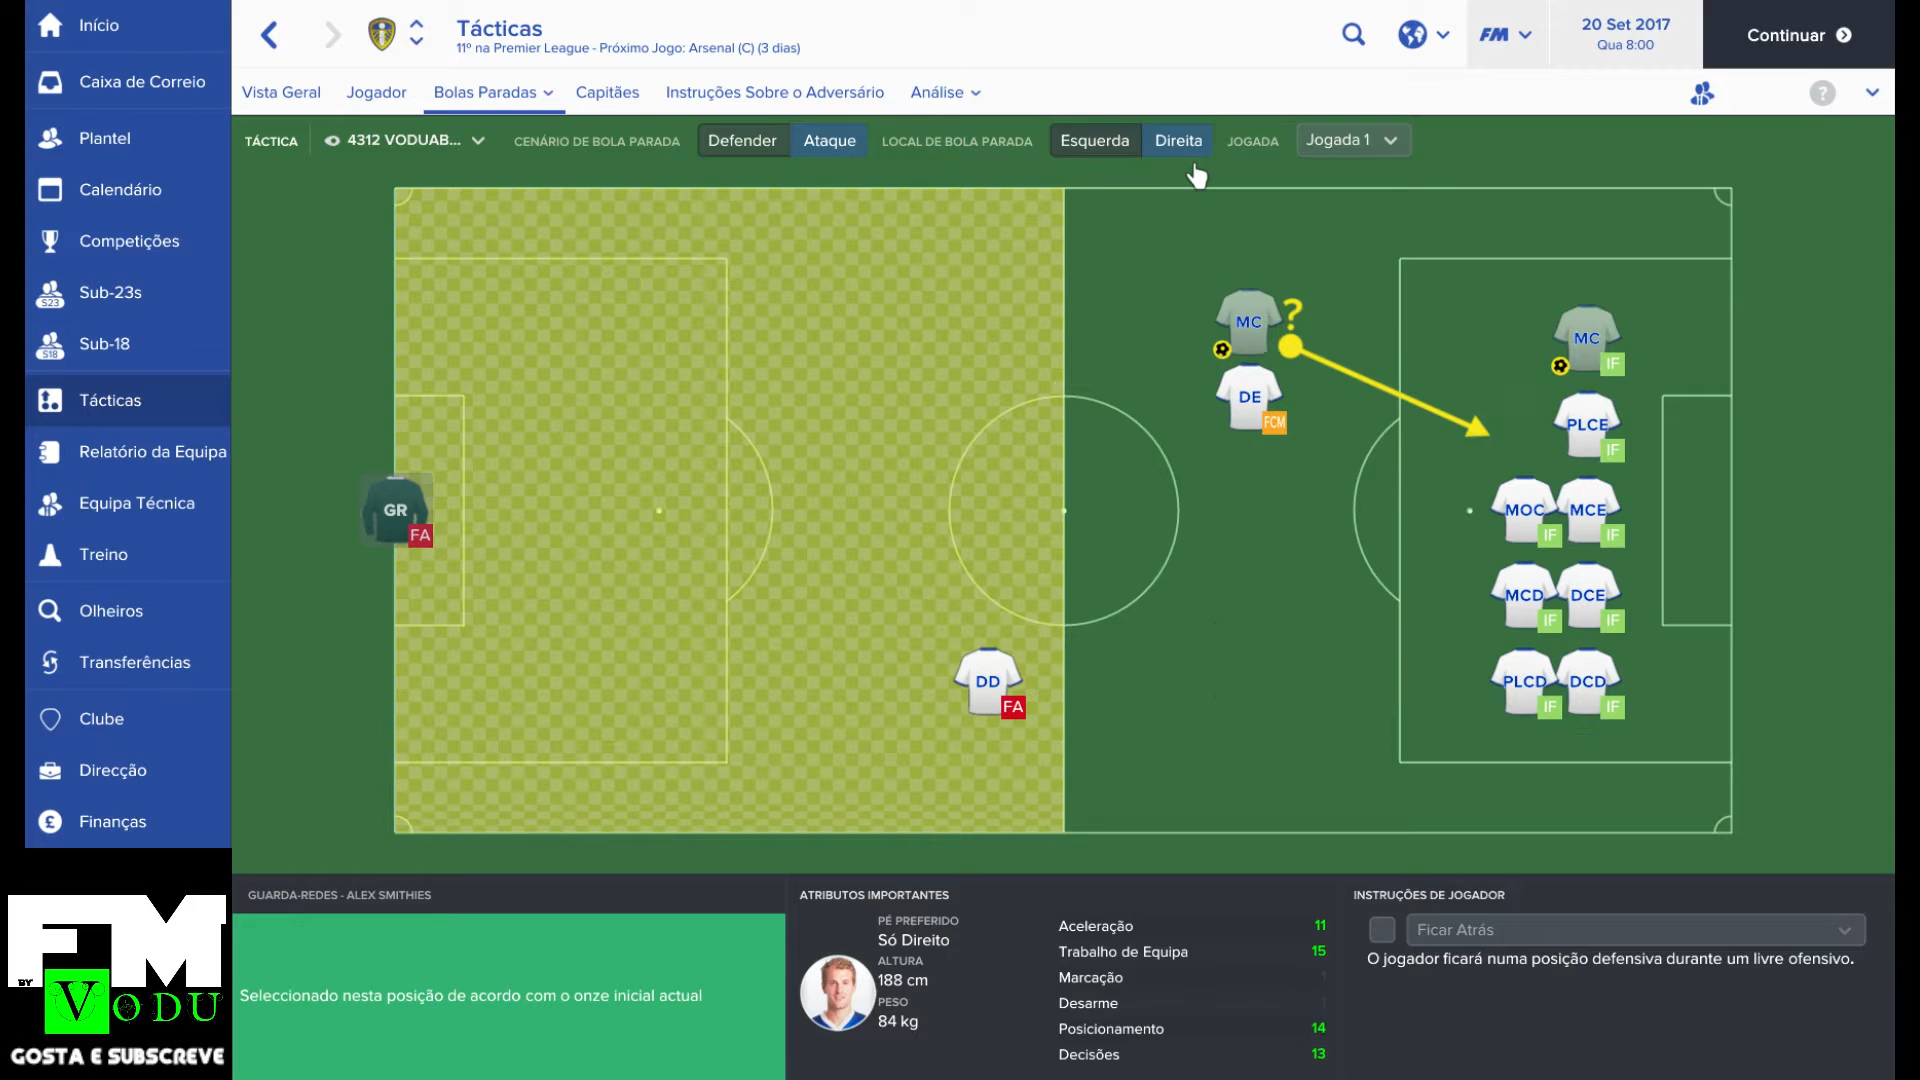 Início
Caixa de Correio
Plantel
Calendário
Competições
S23
Sub-23s
S18
Sub-18
Tácticas
Relatório da Equipa
Equipa Técnica
Treino
Olheiros
Transferências
Clube
Direcção
£
Finanças
FM
BY
VODU
GOSTA E SUBSCREVE
Tácticas
11º na Premier League - Próximo Jogo: Arsenal (C) (3 dias)
FM
20 Set 2017
Qua 8:00
Continuar
Vista Geral
Jogador
Bolas Paradas
Capitães
Instruções Sobre o Adversário
Análise
?
TÁCTICA
4312 VODUAB...
CENÁRIO DE BOLA PARADA
Defender
Ataque
LOCAL DE BOLA PARADA
Esquerda
Direita
JOGADA
Jogada 1
MC
?
MC
IF
DE
FCM
PLCE
IF
GR
FA
MOC
IF
MCE
IF
MCD
IF
DCE
IF
DD
FA
PLCD
IF
DCD
IF
GUARDA-REDES - ALEX SMITHIES
Seleccionado nesta posição de acordo com o onze inicial actual
ATRIBUTOS IMPORTANTES
PÉ PREFERIDO
Só Direito
ALTURA
188 cm
PESO
84 kg
Aceleração 11
Trabalho de Equipa 15
Marcação
Desarme
Posicionamento 14
Decisões 13
INSTRUÇÕES DE JOGADOR
Ficar Atrás
O jogador ficará numa posição defensiva durante um livre ofensivo.